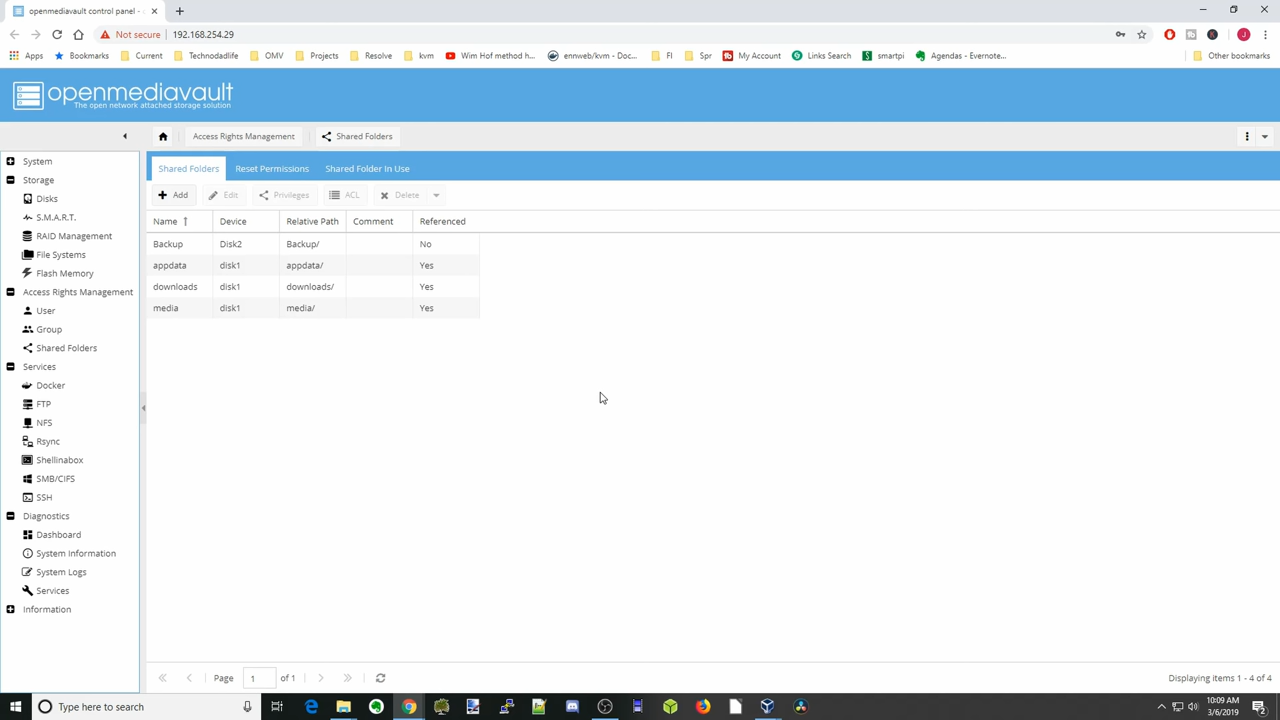 openmediavault control panel -
Not secure 192.168.254.29
Apps Bookmarks Current Technodadlife OMV Projects Resolve kvm Wim Hof method h... ennweb/kvm - Doc... FI Spr My Account Links Search smartpi Agendas - Evernote... Other bookmarks
openmediavault
The open network attached storage solution
Access Rights Management Shared Folders
System
Storage
Disks
S.M.A.R.T.
RAID Management
File Systems
Flash Memory
Access Rights Management
User
Group
Shared Folders
Services
Docker
FTP
NFS
Rsync
Shellinabox
SMB/CIFS
SSH
Diagnostics
Dashboard
System Information
System Logs
Services
Information
Shared Folders Reset Permissions Shared Folder In Use
Add Edit Privileges ACL Delete
Name Device Relative Path Comment Referenced
Backup Disk2 Backup/ No
appdata disk1 appdata/ Yes
downloads disk1 downloads/ Yes
media disk1 media/ Yes
Page 1 of 1 Displaying items 1 - 4 of 4
Type here to search
10:09 AM
3/6/2019